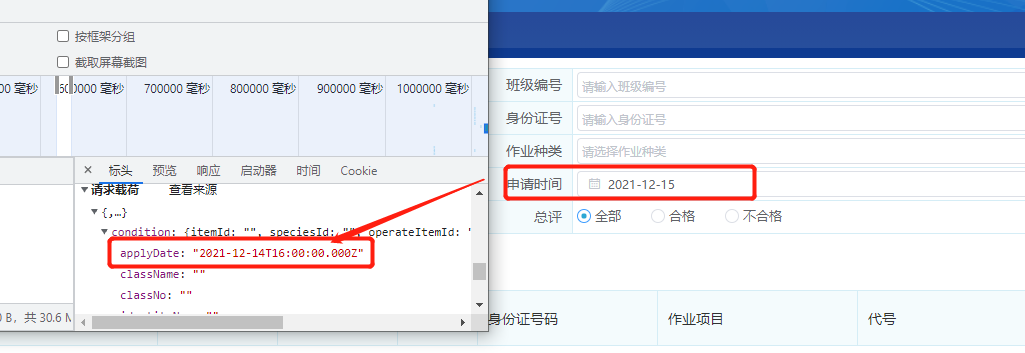 按框架分组
截取屏幕截图
00 毫秒 600000 毫秒 700000 毫秒 800000 毫秒 900000 毫秒 1000000 毫秒
× 标头 预览 响应 启动器 时间 Cookie
请求载荷 查看来源
{,…}
condition: {itemId: "", speciesId: "", operateItemId: "
applyDate: "2021-12-14T16:00:00.000Z"
className: ""
classNo: ""
0 B，共 30.6 M
班级编号 请输入班级编号
身份证号 请输入身份证号
作业种类 请选择作业种类
申请时间 2021-12-15
总评 全部 合格 不合格
身份证号码 作业项目 代号